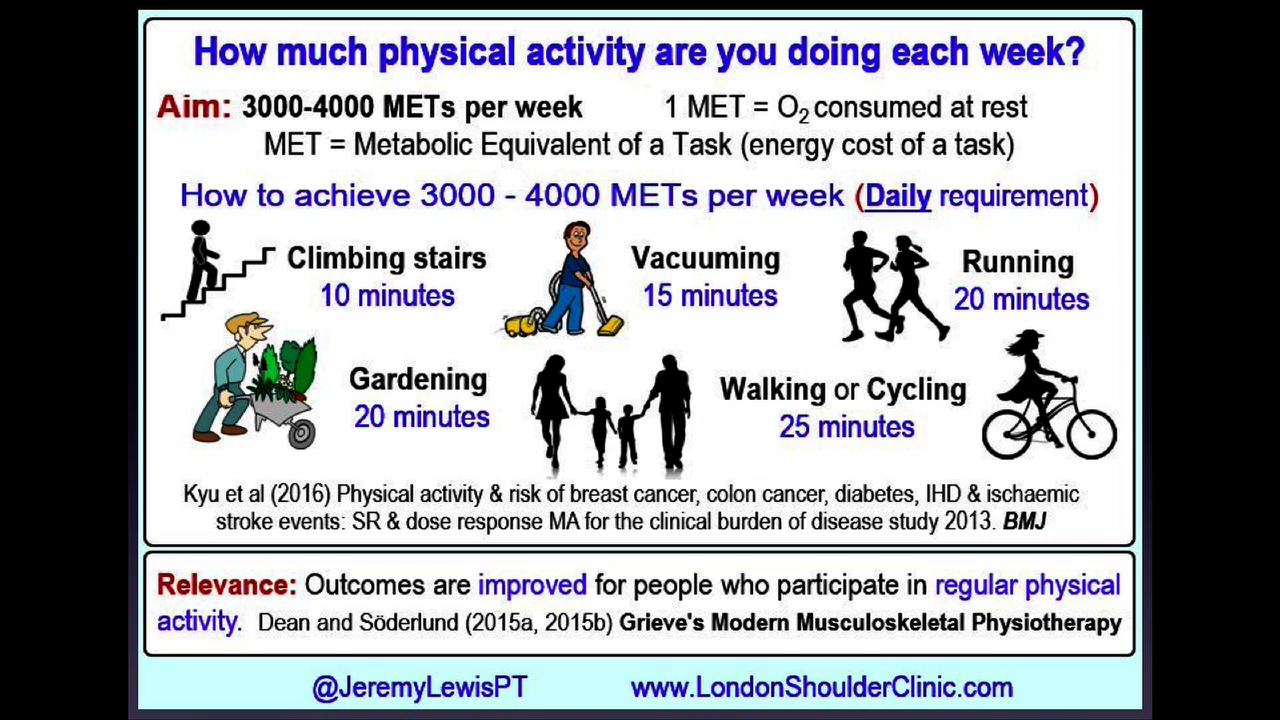 How much physical activity are you doing each week?
Aim: 3000-4000 METs per week 1 MET = O₂ consumed at rest
MET = Metabolic Equivalent of a Task (energy cost of a task)
How to achieve 3000 - 4000 METs per week (Daily requirement)
Climbing stairs
10 minutes
Vacuuming
15 minutes
Running
20 minutes
Gardening
20 minutes
Walking or Cycling
25 minutes
Kyu et al (2016) Physical activity & risk of breast cancer, colon cancer, diabetes, IHD & ischaemic
stroke events: SR & dose response MA for the clinical burden of disease study 2013. BMJ
Relevance: Outcomes are improved for people who participate in regular physical
activity. Dean and Söderlund (2015a, 2015b) Grieve's Modern Musculoskeletal Physiotherapy
@JeremyLewisPT www.LondonShoulderClinic.com